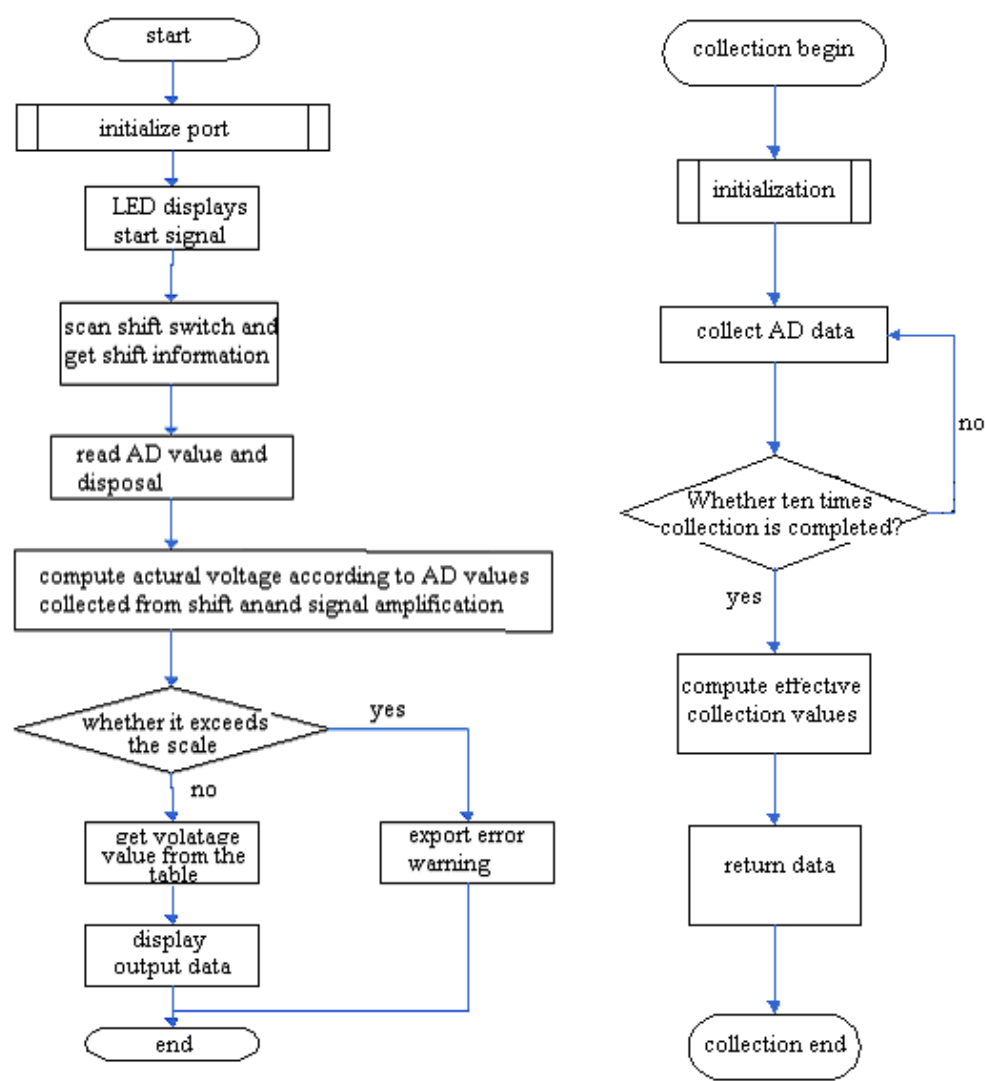 start
initialize port
LED displays
start signal
scan shift switch and
get shift information
read AD value and
disposal
compute actural voltage according to AD values
collected from shift anand signal amplification
whether it exceeds
the scale
yes
no
get volatage
value from the
table
export error
warning
display
output data
end
collection begin
initialization
collect AD data
no
Whether ten times
collection is completed?
yes
compute effective
collection values
return data
collection end